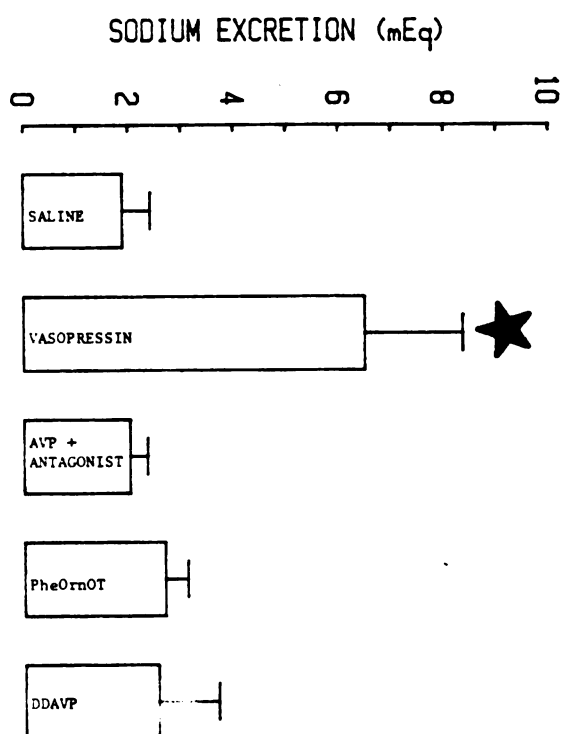 SODIUM EXCRETION (mEq)
0 2 4 6 8 10
SALINE
VASOPRESSIN
AVP +
ANTAGONIST
PheOrnOT
DDAVP